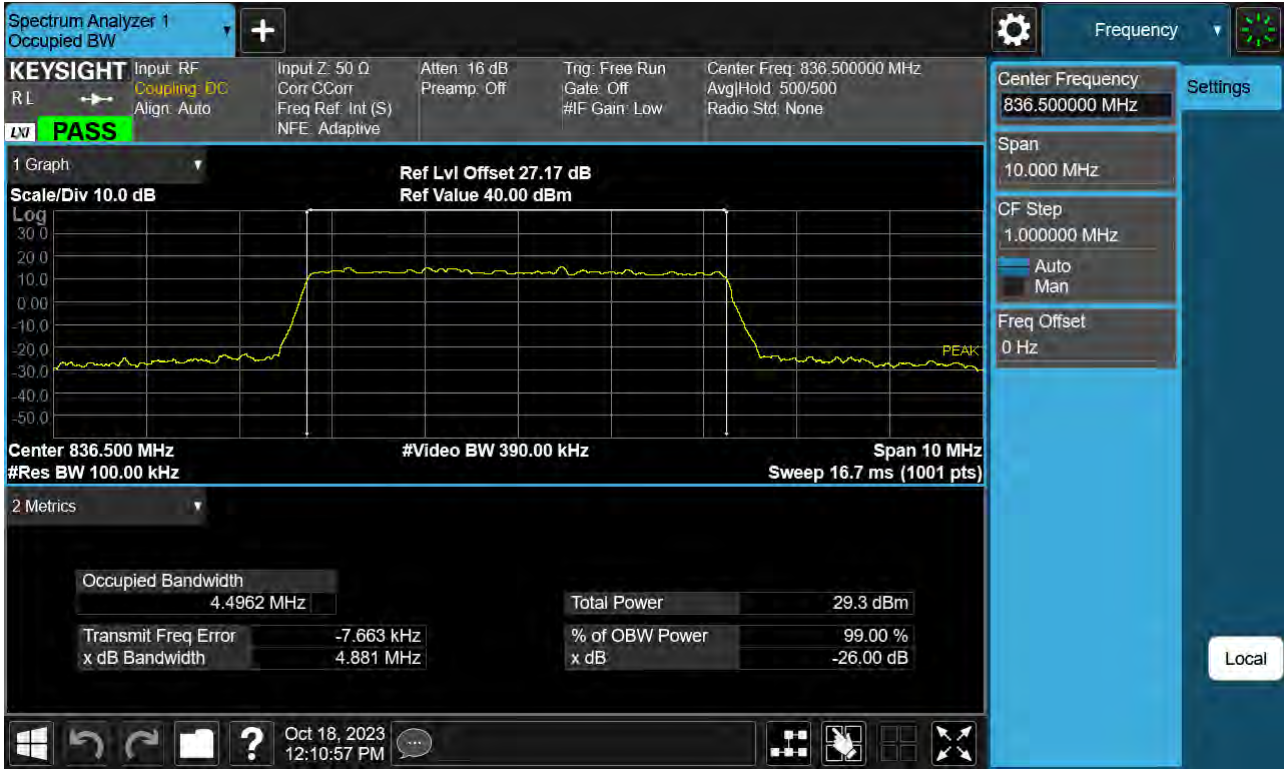 Spectrum Analyzer 1
Occupied BW
Frequency
KEYSIGHT
R L
LXI
PASS
Input: RF
Coupling: DC
Align: Auto
Input Z: 50 Ω
Corr CCorr
Freq Ref: Int (S)
NFE: Adaptive
Atten: 16 dB
Preamp: Off
Trig: Free Run
Gate: Off
#IF Gain: Low
Center Freq: 836.500000 MHz
Avg|Hold: 500/500
Radio Std: None
1 Graph
Scale/Div 10.0 dB
Ref Lvl Offset 27.17 dB
Ref Value 40.00 dBm
Log
30.0
20.0
10.0
0.00
-10.0
-20.0
-30.0
-40.0
-50.0
PEAK
Center 836.500 MHz
#Video BW 390.00 kHz
Span 10 MHz
#Res BW 100.00 kHz
Sweep 16.7 ms (1001 pts)
2 Metrics
Occupied Bandwidth
4.4962 MHz
Transmit Freq Error -7.663 kHz
x dB Bandwidth 4.881 MHz
Total Power 29.3 dBm
% of OBW Power 99.00 %
x dB -26.00 dB
Center Frequency
836.500000 MHz
Span
10.000 MHz
CF Step
1.000000 MHz
Auto
Man
Freq Offset
0 Hz
Settings
Local
?
Oct 18, 2023
12:10:57 PM